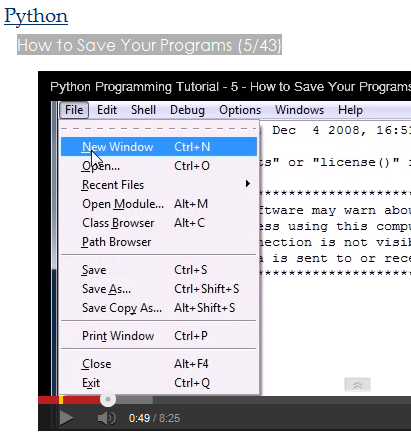 Python
How to Save Your Programs (5/43)
Python Programming Tutorial - 5 - How to Save Your Programs
File Edit Shell Debug Options Windows Help
Dec 4 2008, 16:51
New Window Ctrl+N
Open... Ctrl+O
ts" or "license()" f
Recent Files
Open Module... Alt+M
ftware may warn abou
Class Browser Alt+C
ess using this compu
Path Browser
nection is not visib
Save Ctrl+S
a is sent to or rece
Save As... Ctrl+Shift+S
Save Copy As... Alt+Shift+S
Print Window Ctrl+P
Close Alt+F4
Exit Ctrl+Q
0:49 / 8:25